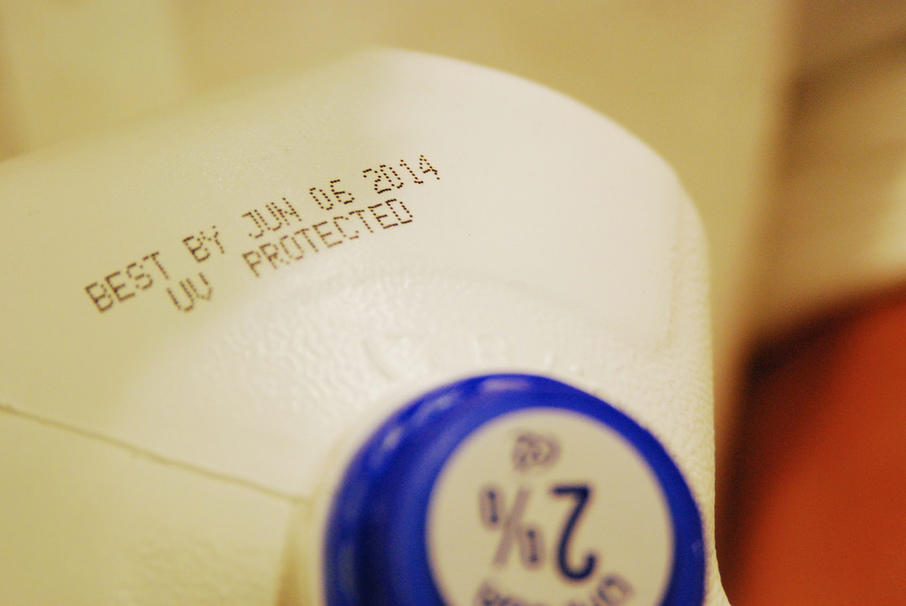 BEST BY JUN 06 2014
UV PROTECTED
2%